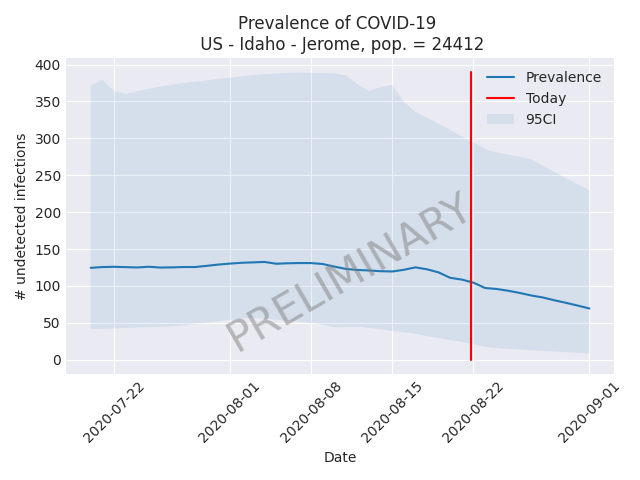 Prevalence of COVID-19
US - Idaho - Jerome, pop. = 24412
# undetected infections
400
350
300
250
200
150
100
50
0
Prevalence
Today
95CI
PRELIMINARY
2020-07-22
2020-08-01
2020-08-08
2020-08-15
2020-08-22
2020-09-01
Date